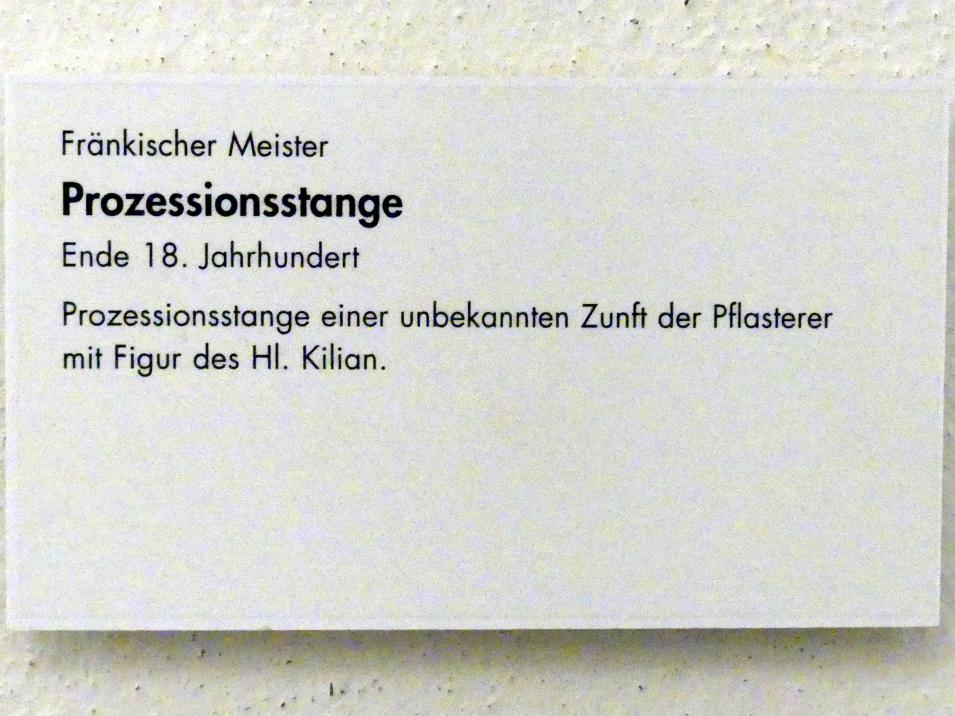 Fränkischer Meister
Prozessionsstange
Ende 18. Jahrhundert
Prozessionsstange einer unbekannten Zunft der Pflasterer
mit Figur des Hl. Kilian.